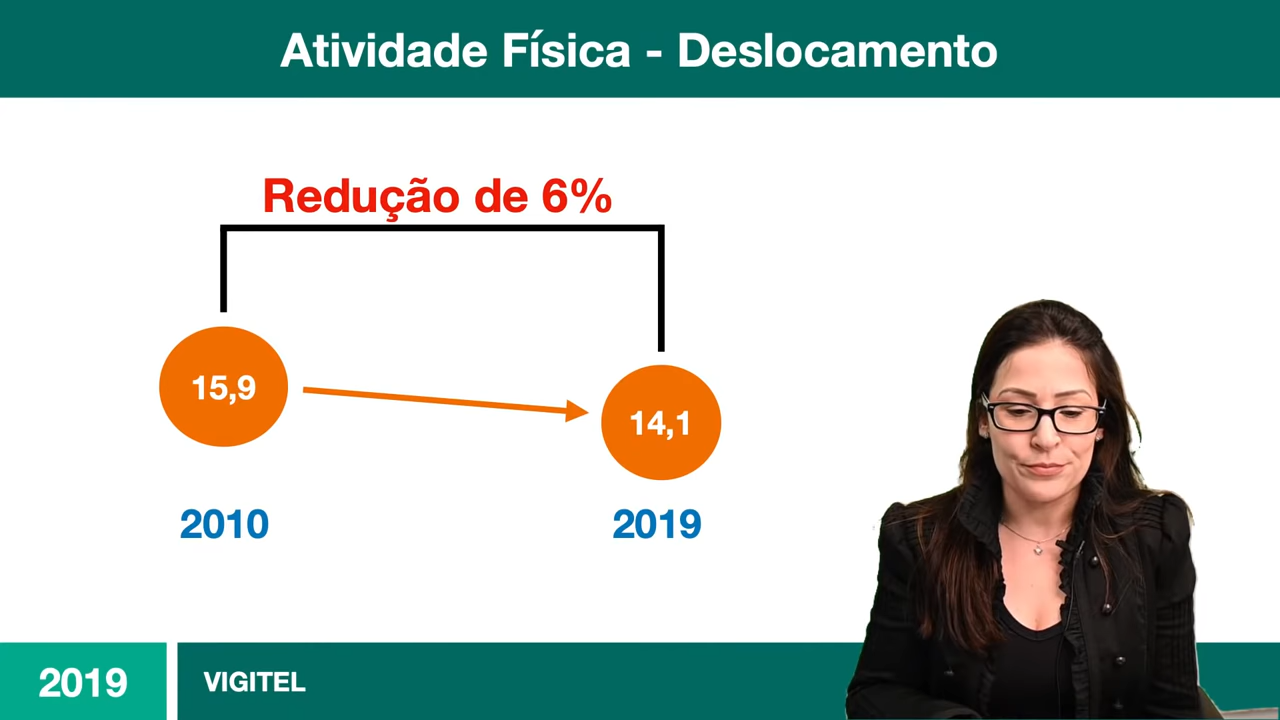 Atividade Física - Deslocamento
Redução de 6%
15,9
14,1
2010
2019
2019
VIGITEL